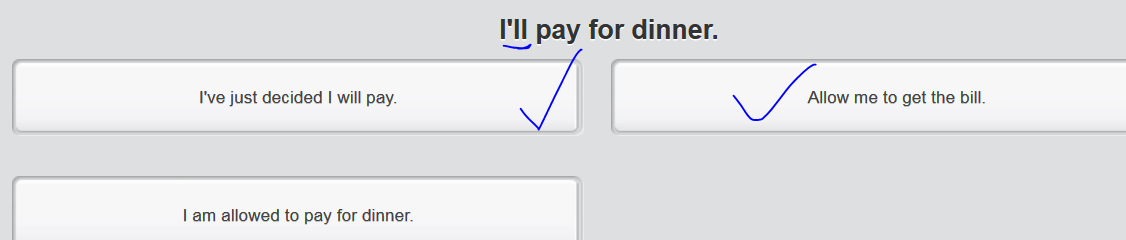 I'll pay for dinner.
I've just decided I will pay.
Allow me to get the bill.
I am allowed to pay for dinner.